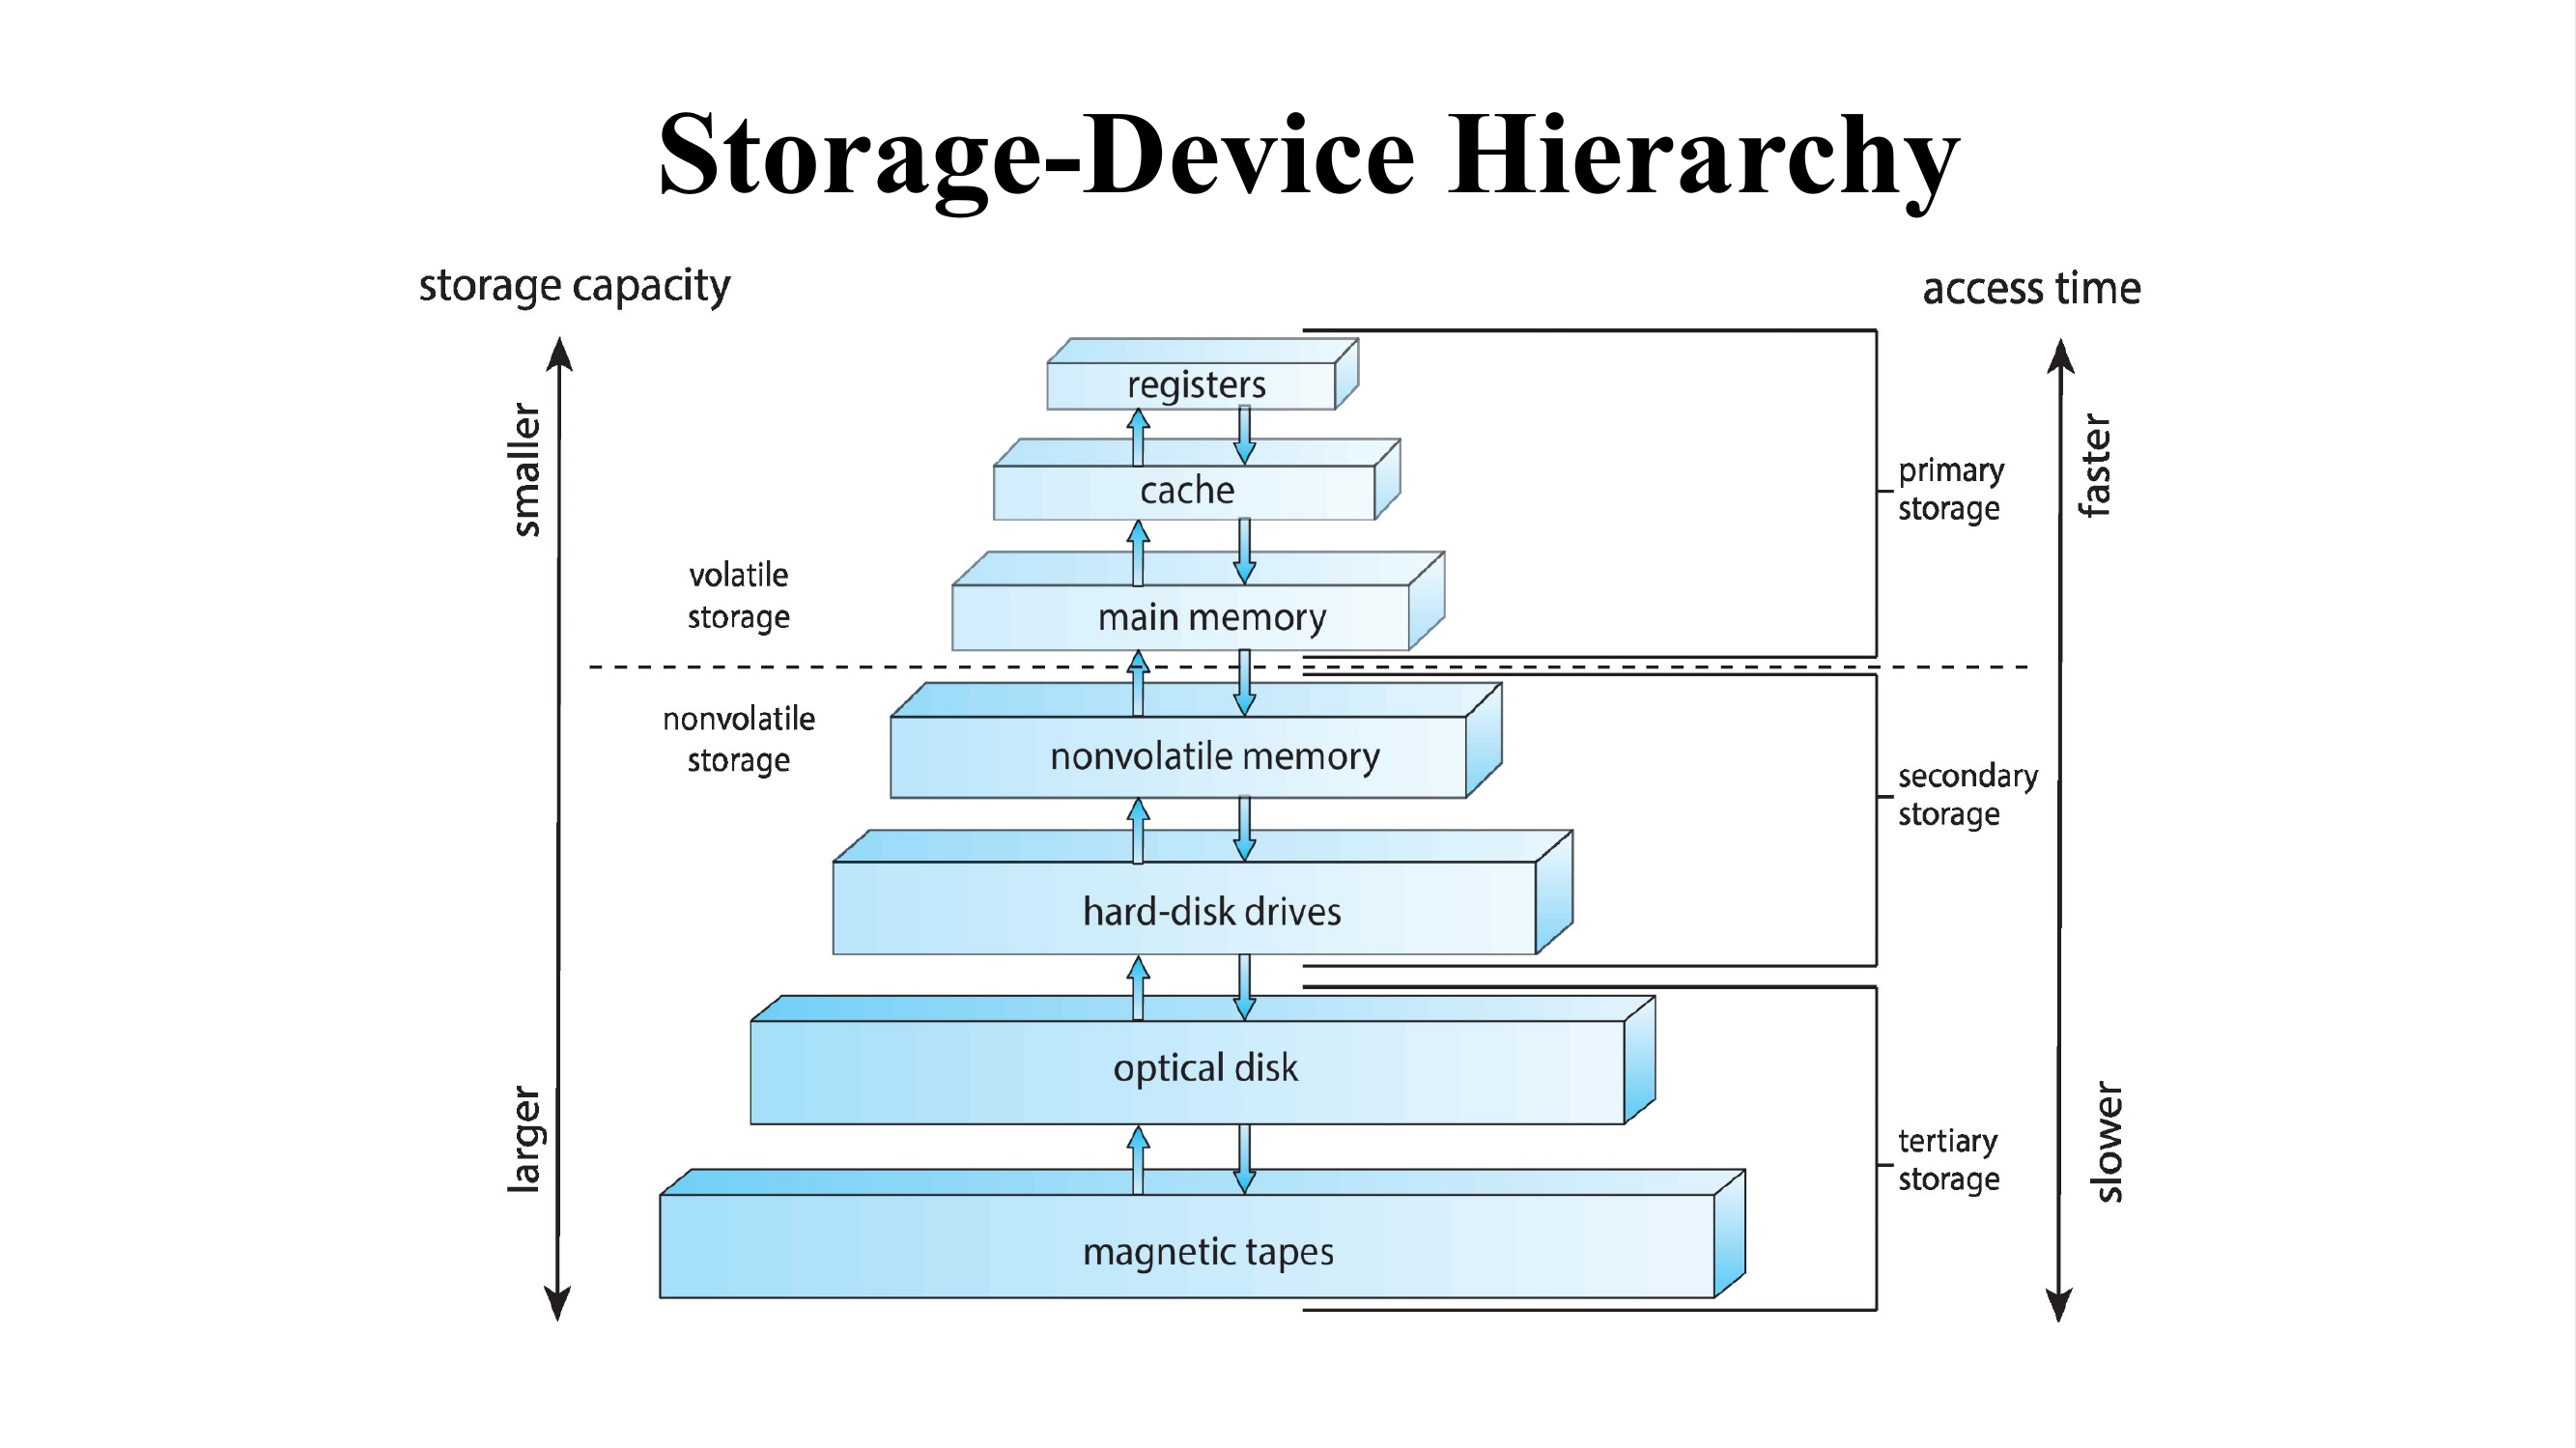 Storage-Device Hierarchy
storage capacity
access time
smaller
larger
volatile
storage
nonvolatile
storage
registers
cache
main memory
nonvolatile memory
hard-disk drives
optical disk
magnetic tapes
primary
storage
secondary
storage
tertiary
storage
faster
slower